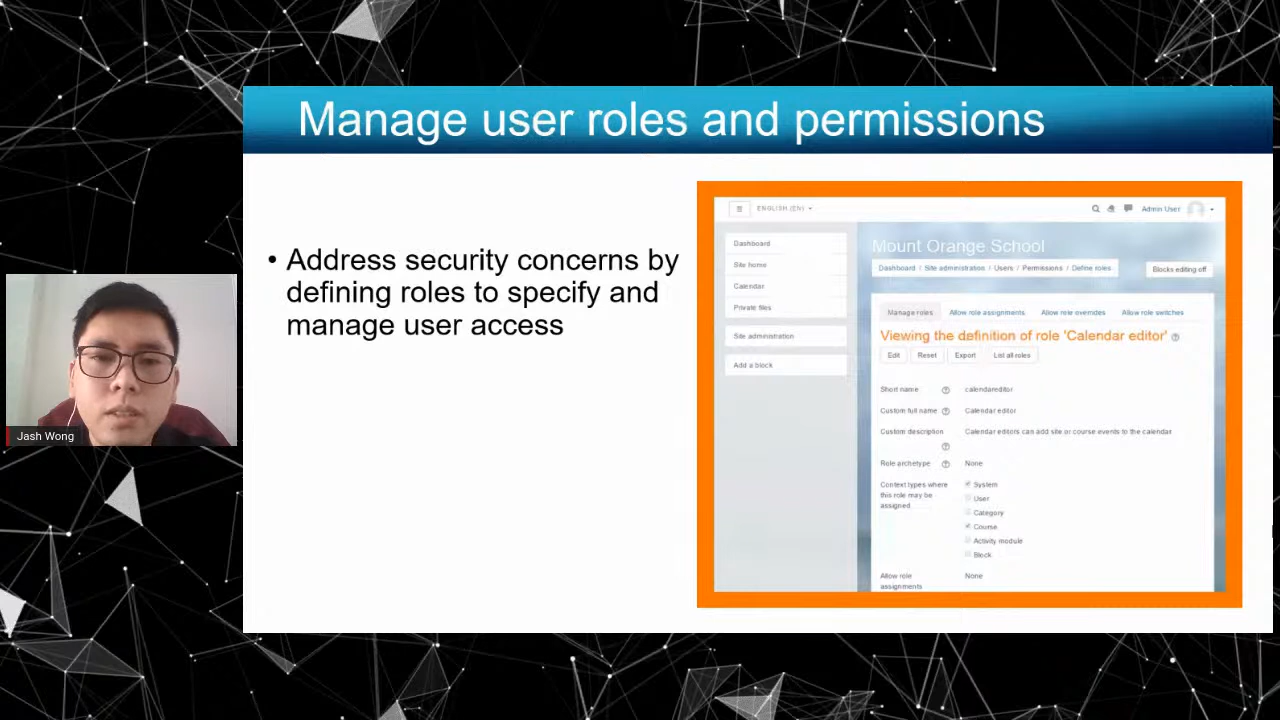 Manage user roles and permissions
• Address security concerns by
defining roles to specify and
manage user access
Jash Wong
ENGLISH (EN)
Admin User
Dashboard
Site home
Calendar
Private files
Site administration
Add a block
Mount Orange School
Dashboard / Site administration / Users / Permissions / Define roles
Blocks editing off
Manage roles Allow role assignments Allow role overrides Allow role switches
Viewing the definition of role 'Calendar editor'
Edit Reset Export List all roles
Short name calendareditor
Custom full name Calendar editor
Custom description Calendar editors can add site or course events to the calendar
Role archetype None
Context types where
this role may be
assigned
System
User
Category
Course
Activity module
Block
Allow role
assignments
None